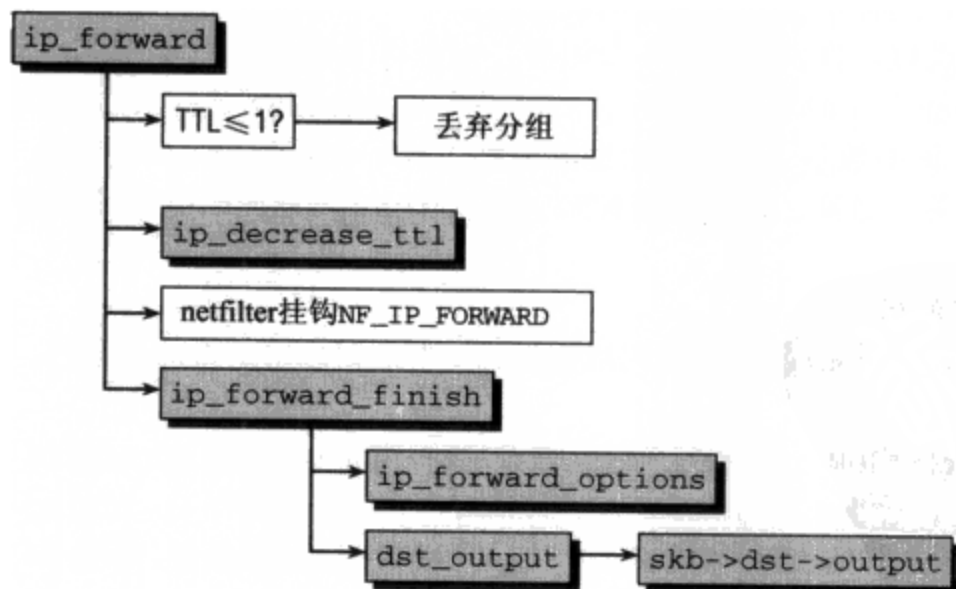 ip_forward
TTL≤1?
丢弃分组
ip_decrease_ttl
netfilter挂钩NF_IP_FORWARD
ip_forward_finish
ip_forward_options
dst_output
skb->dst->output